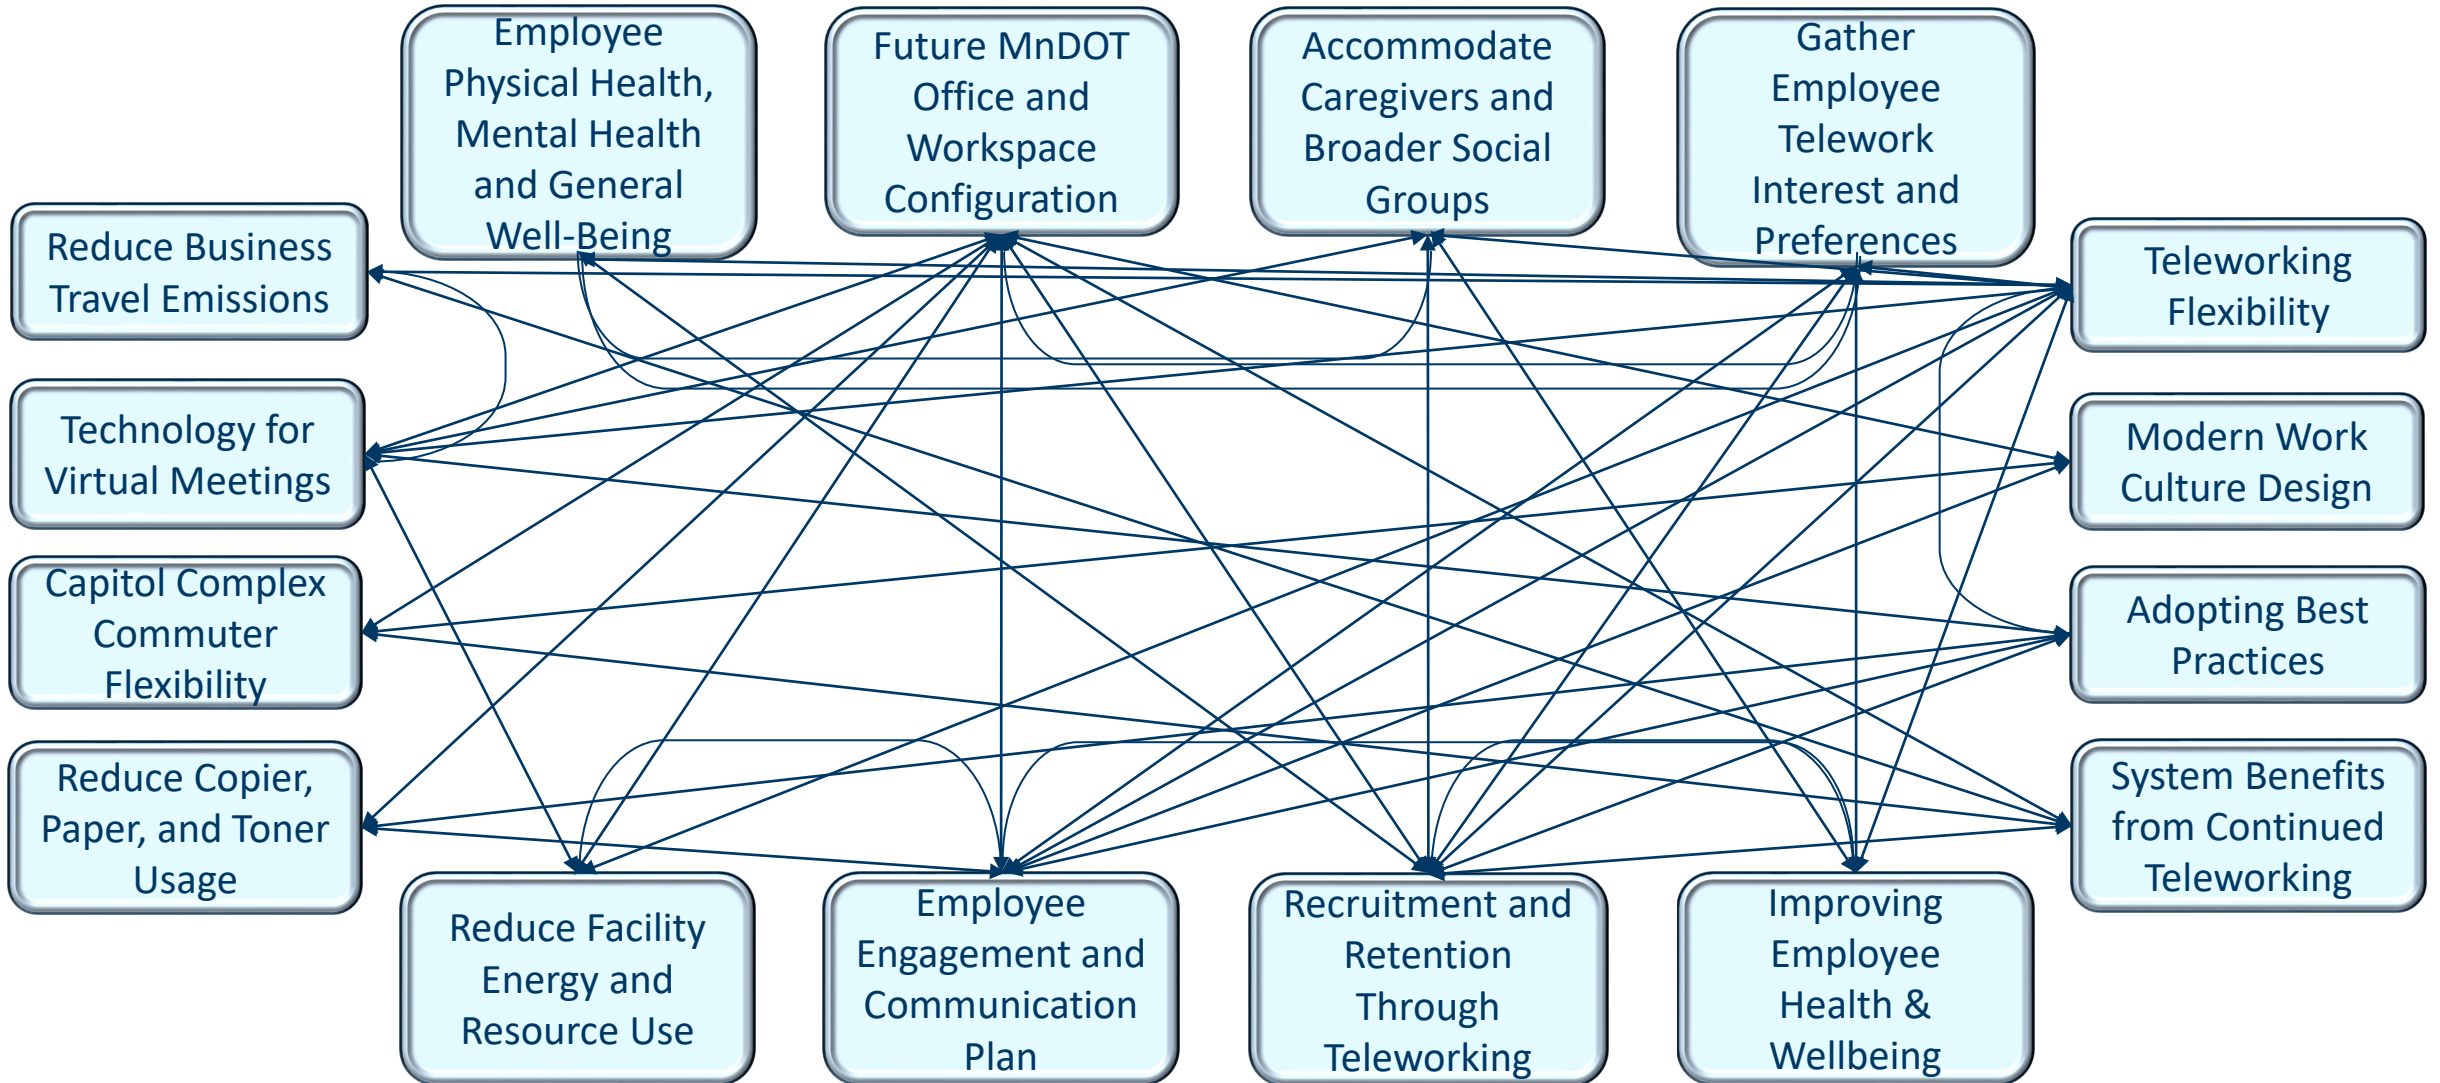 Employee
Physical Health,
Mental Health
and General
Well-Being
Future MnDOT
Office and
Workspace
Configuration
Accommodate
Caregivers and
Broader Social
Groups
Gather
Employee
Telework
Interest and
Preferences
Reduce Business
Travel Emissions
Teleworking
Flexibility
Technology for
Virtual Meetings
Modern Work
Culture Design
Capitol Complex
Commuter
Flexibility
Adopting Best
Practices
Reduce Copier,
Paper, and Toner
Usage
System Benefits
from Continued
Teleworking
Reduce Facility
Energy and
Resource Use
Employee
Engagement and
Communication
Plan
Recruitment and
Retention
Through
Teleworking
Improving
Employee
Health &
Wellbeing